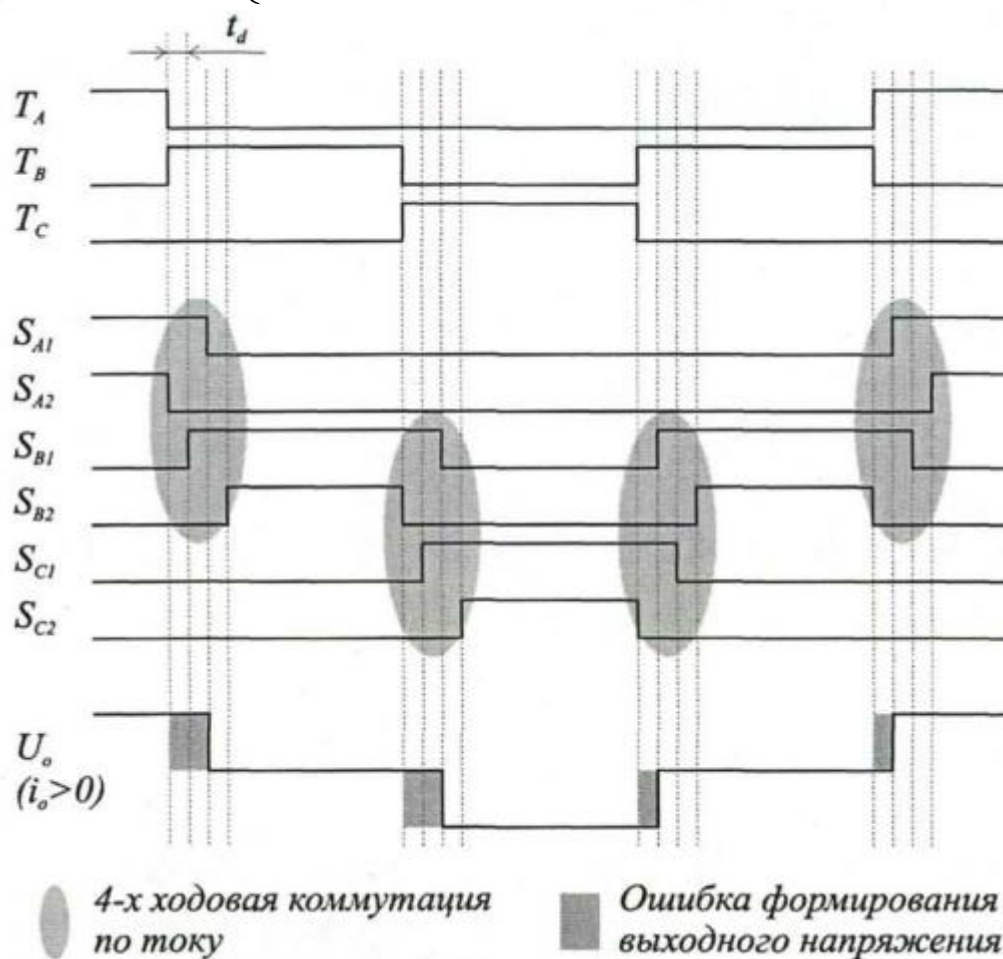 t_d
T_A
T_B
T_C
S_A1
S_A2
S_B1
S_B2
S_C1
S_C2
U_o
(i_o>0)
4-х ходовая коммутация
по току
Ошибка формирования
выходного напряжения